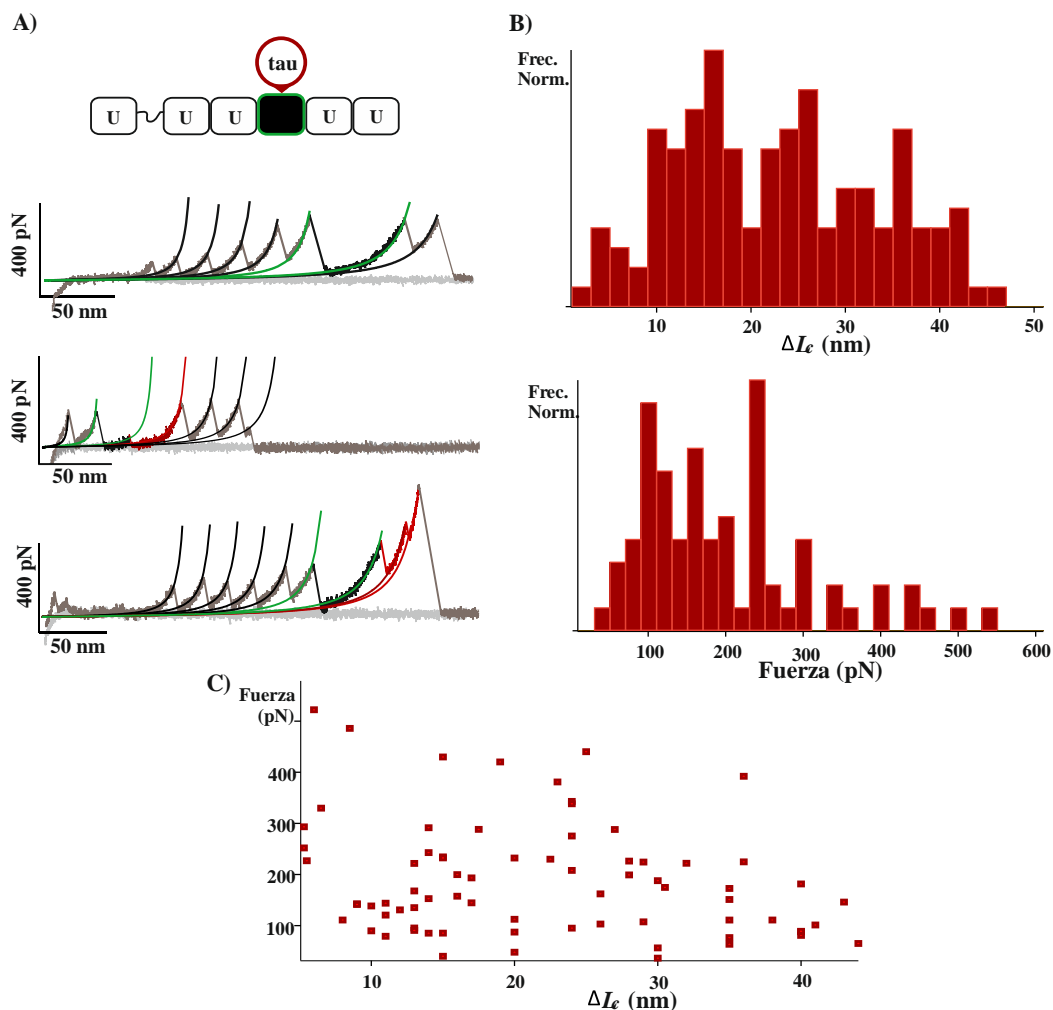 A)
tau
U U U U U
400 pN
50 nm
400 pN
50 nm
400 pN
50 nm
B)
Frec.
Norm.
10 20 30 40 50
ΔLc (nm)
Frec.
Norm.
100 200 300 400 500 600
Fuerza (pN)
C)
Fuerza
(pN)
400
300
200
100
10 20 30 40
ΔLc (nm)